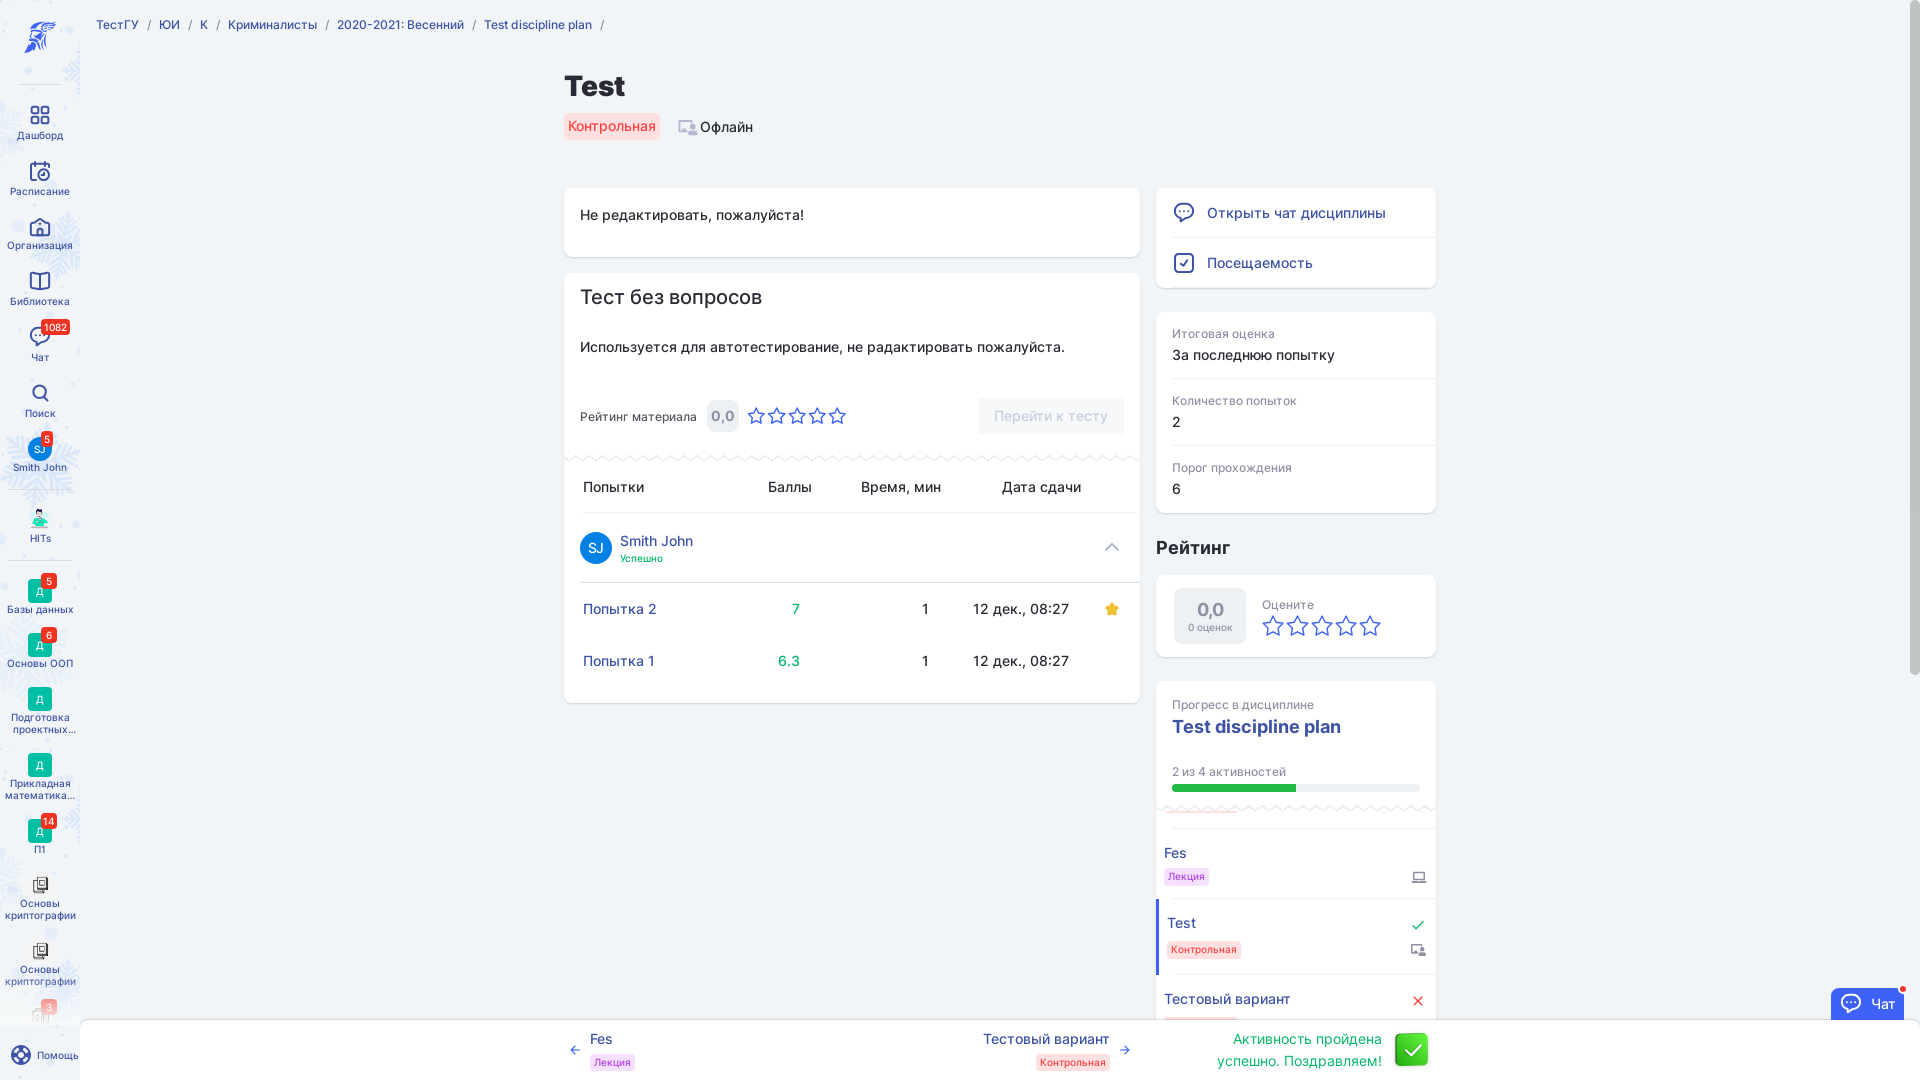 ТестГУ / ЮИ / К / Криминалисты / 2020-2021: Весенний / Test discipline plan /
Дашборд
Расписание
Организация
Библиотека
1082
Чат
Поиск
5
SJ
Smith John
HITs
5
Д
Базы данных
6
Д
Основы ООП
Д
Подготовка
проектных...
Д
Прикладная
математика...
14
Д
П1
Основы
криптографии
Основы
криптографии
3
Помощь
Test
Контрольная
Офлайн
Не редактировать, пожалуйста!
Тест без вопросов
Используется для автотестирование, не радактировать пожалуйста.
Рейтинг материала 0,0
Перейти к тесту
Попытки Баллы Время, мин Дата сдачи
SJ
Smith John
Успешно
Попытка 2 7 1 12 дек., 08:27
Попытка 1 6.3 1 12 дек., 08:27
Открыть чат дисциплины
Посещаемость
Итоговая оценка
За последнюю попытку
Количество попыток
2
Порог прохождения
6
Рейтинг
0,0
0 оценок
Оцените
Прогресс в дисциплине
Test discipline plan
2 из 4 активностей
Fes
Лекция
Test
Контрольная
Тестовый вариант
Чат
Fes
Лекция
Тестовый вариант
Контрольная
Активность пройдена
успешно. Поздравляем!